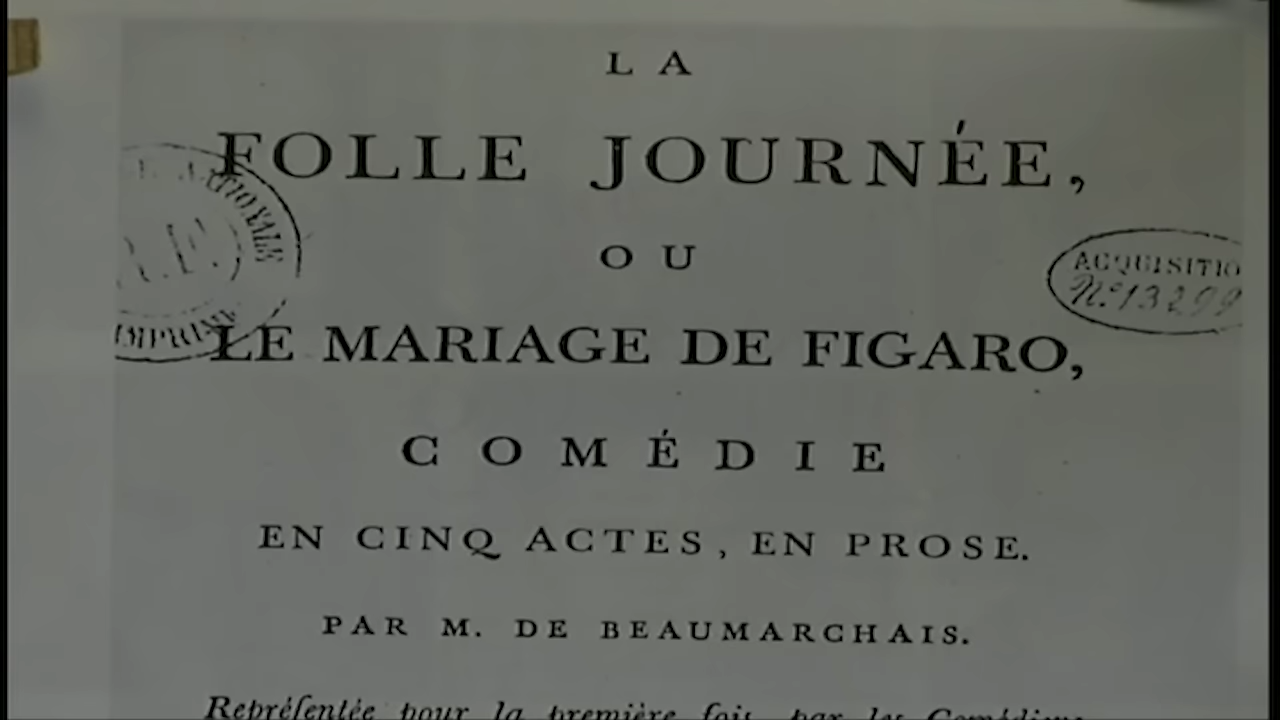 LA
FOLLE JOURNÉE,
OU
LE MARIAGE DE FIGARO,
COMÉDIE
EN CINQ ACTES, EN PROSE.
PAR M. DE BEAUMARCHAIS.
Repréſentée pour la première fois par les Comédiens
ACQUISITIO
N.º 13299
R.F.